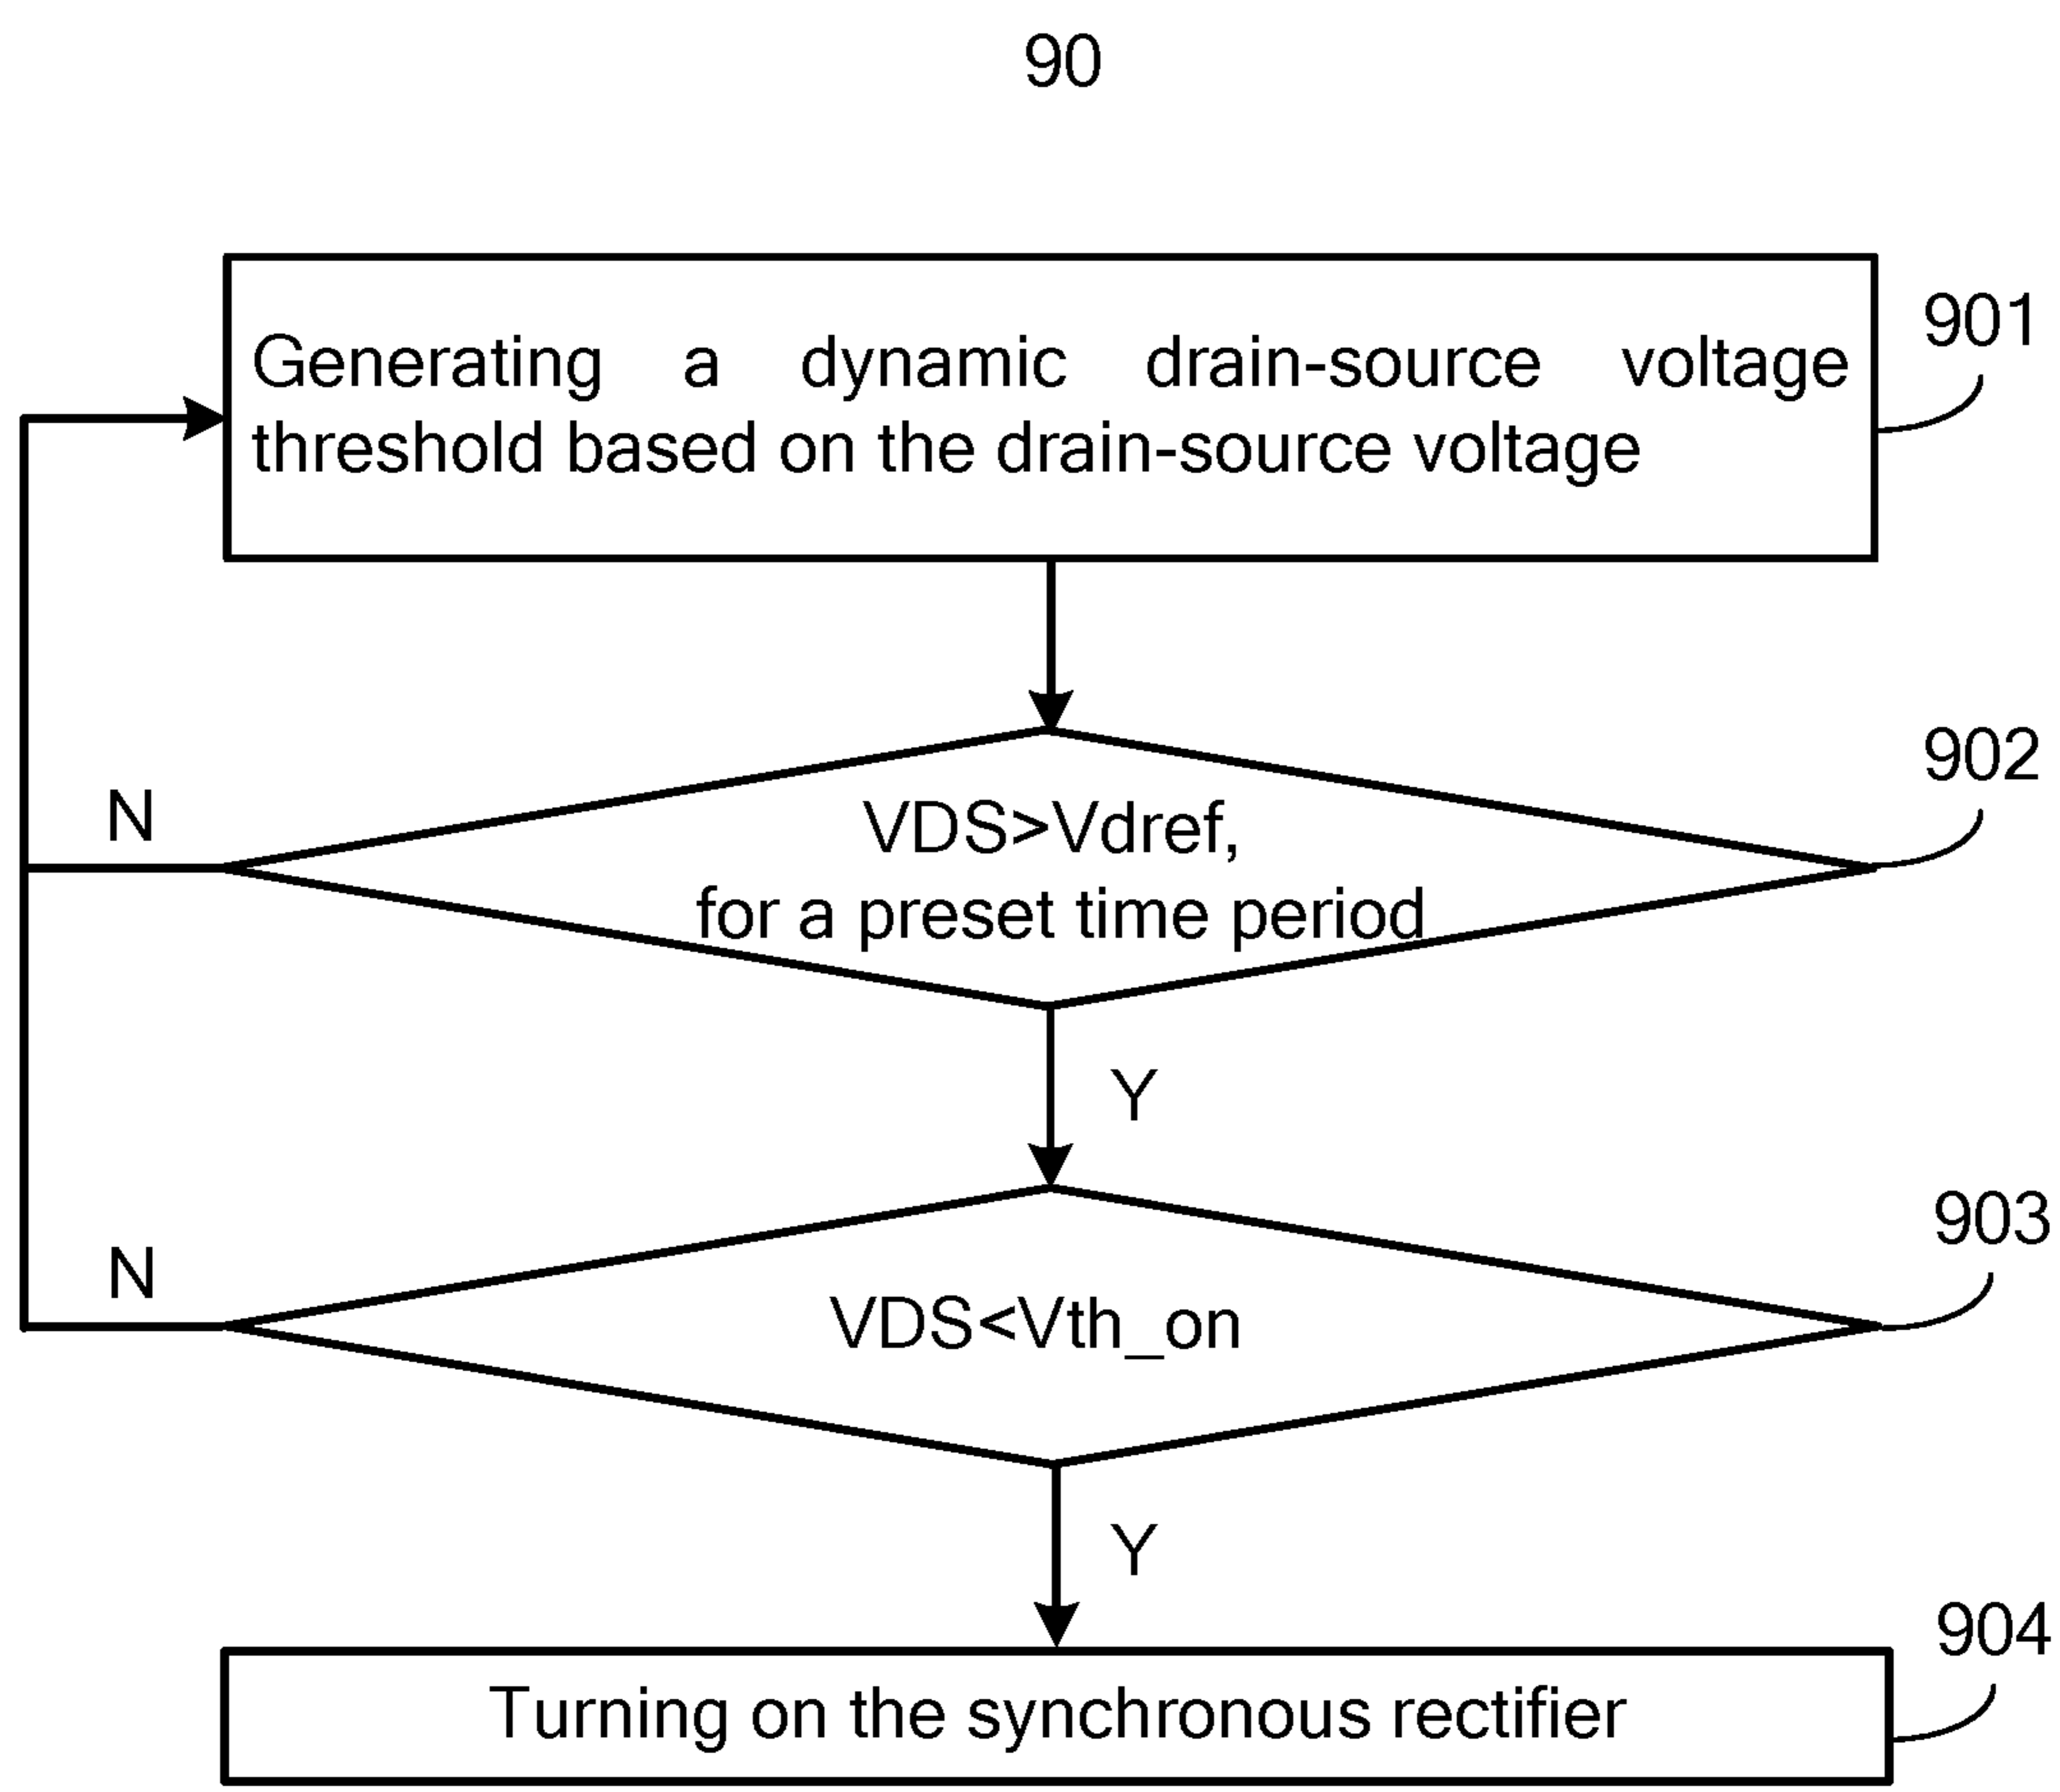 90
901
Generating a dynamic drain-source voltage
threshold based on the drain-source voltage
902
N
VDS>Vdref,
for a preset time period
Y
903
N
VDS<Vth_on
Y
904
Turning on the synchronous rectifier